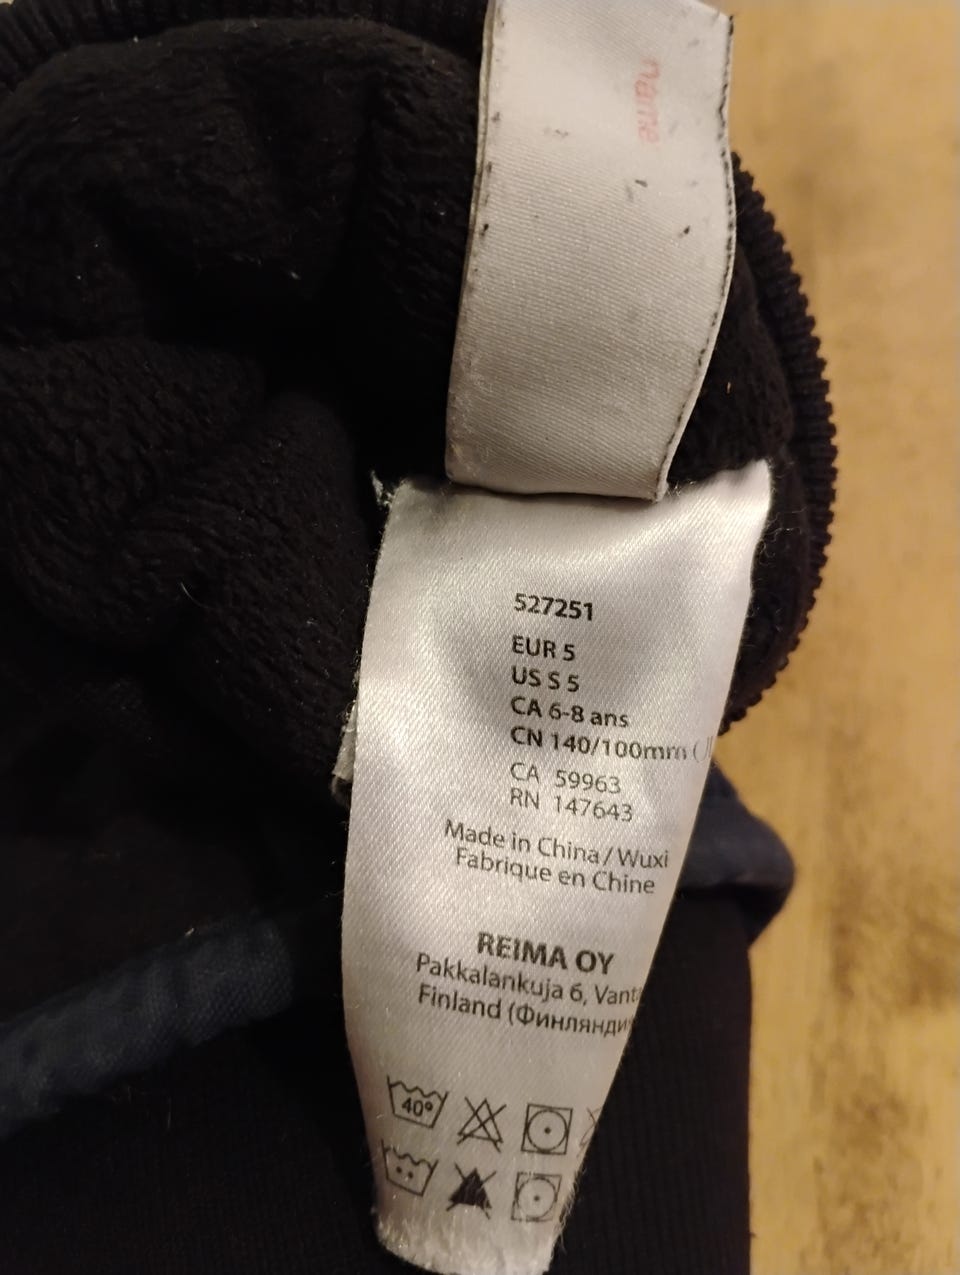 name
527251
EUR 5
US S 5
CA 6-8 ans
CN 140/100mm
CA 59963
RN 147643
Made in China / Wuxi
Fabrique en Chine
REIMA OY
Pakkalankuja 6,
Finland
40°